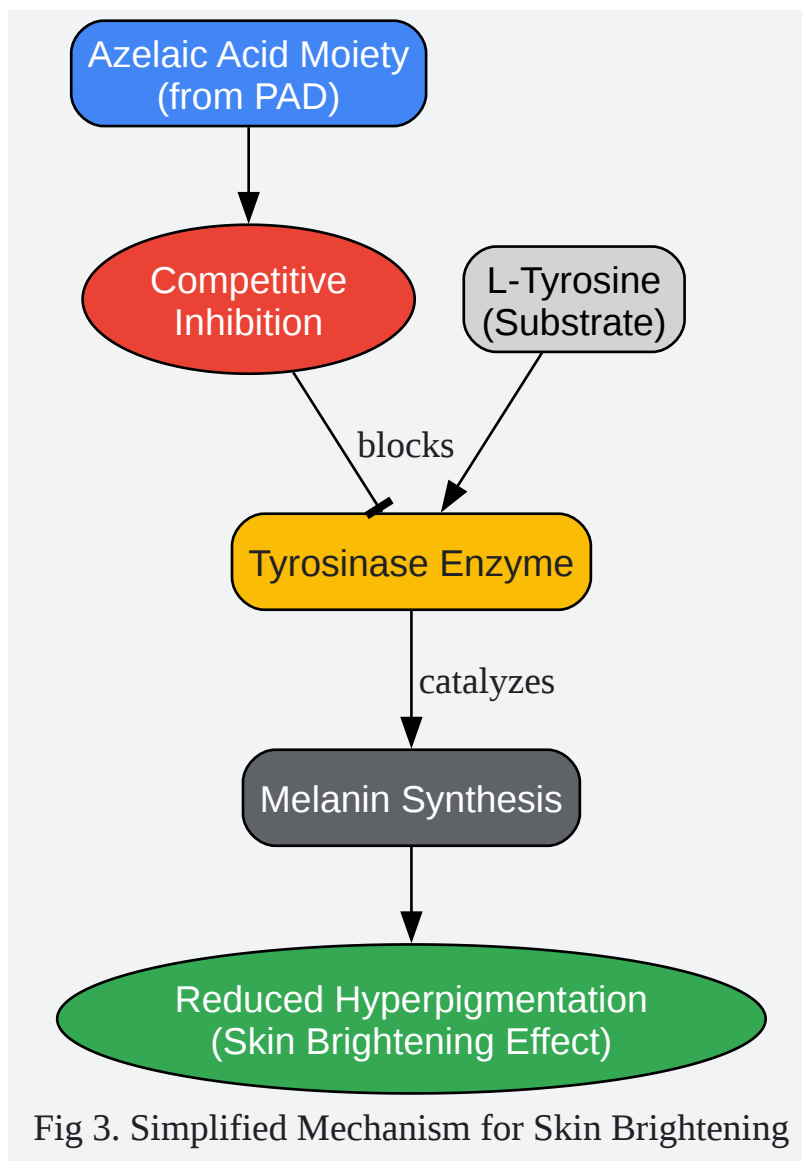 Azelaic Acid Moiety
(from PAD)
Competitive
Inhibition
L-Tyrosine
(Substrate)
blocks
Tyrosinase Enzyme
catalyzes
Melanin Synthesis
Reduced Hyperpigmentation
(Skin Brightening Effect)
Fig 3. Simplified Mechanism for Skin Brightening